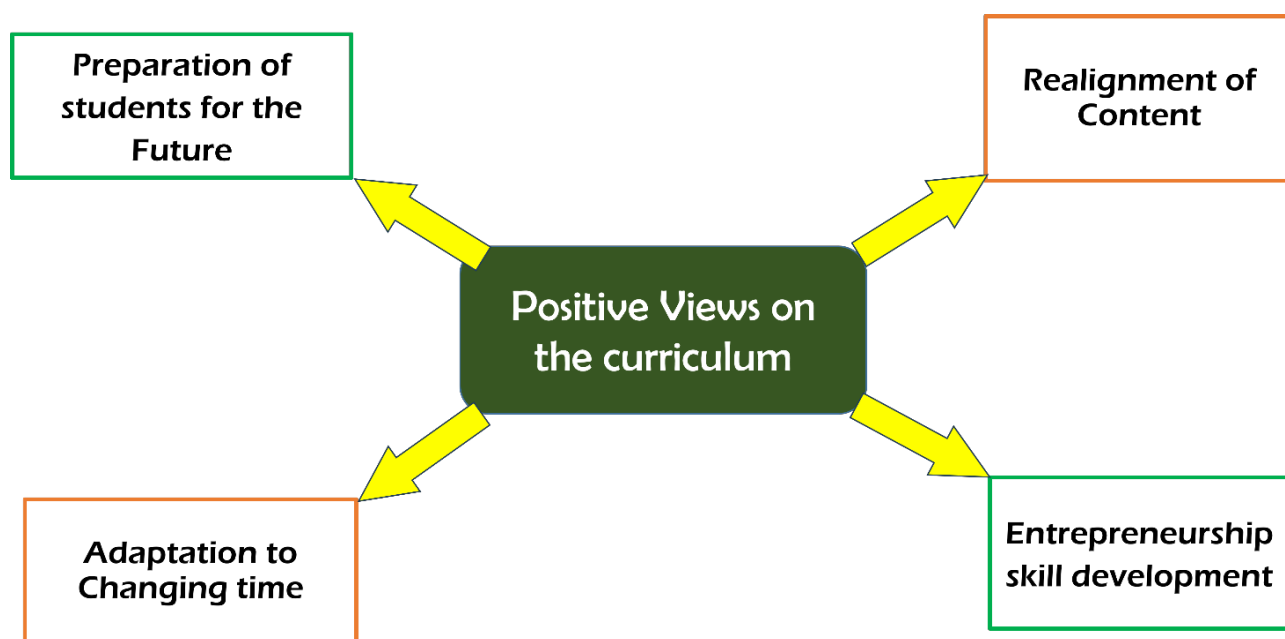 Preparation of
students for the
Future
Realignment of
Content
Positive Views on
the curriculum
Adaptation to
Changing time
Entrepreneurship
skill development